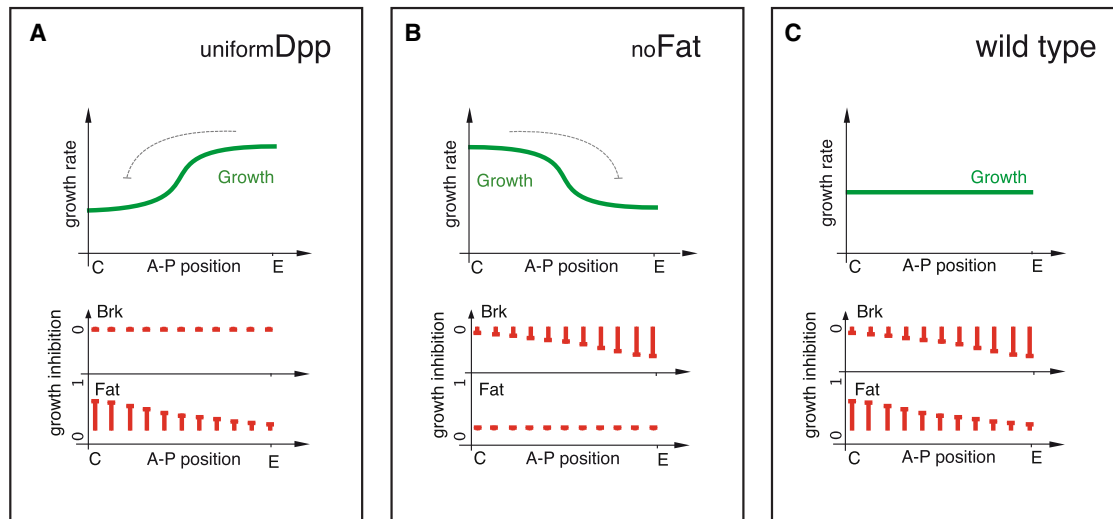 A
uniformDpp
growth rate
Growth
C
A-P position
E
growth inhibition
0
Brk
1
Fat
0
C
A-P position
E
B
noFat
growth rate
Growth
C
A-P position
E
growth inhibition
0
Brk
1
Fat
0
C
A-P position
E
C
wild type
growth rate
Growth
C
A-P position
E
growth inhibition
0
Brk
1
Fat
0
C
A-P position
E